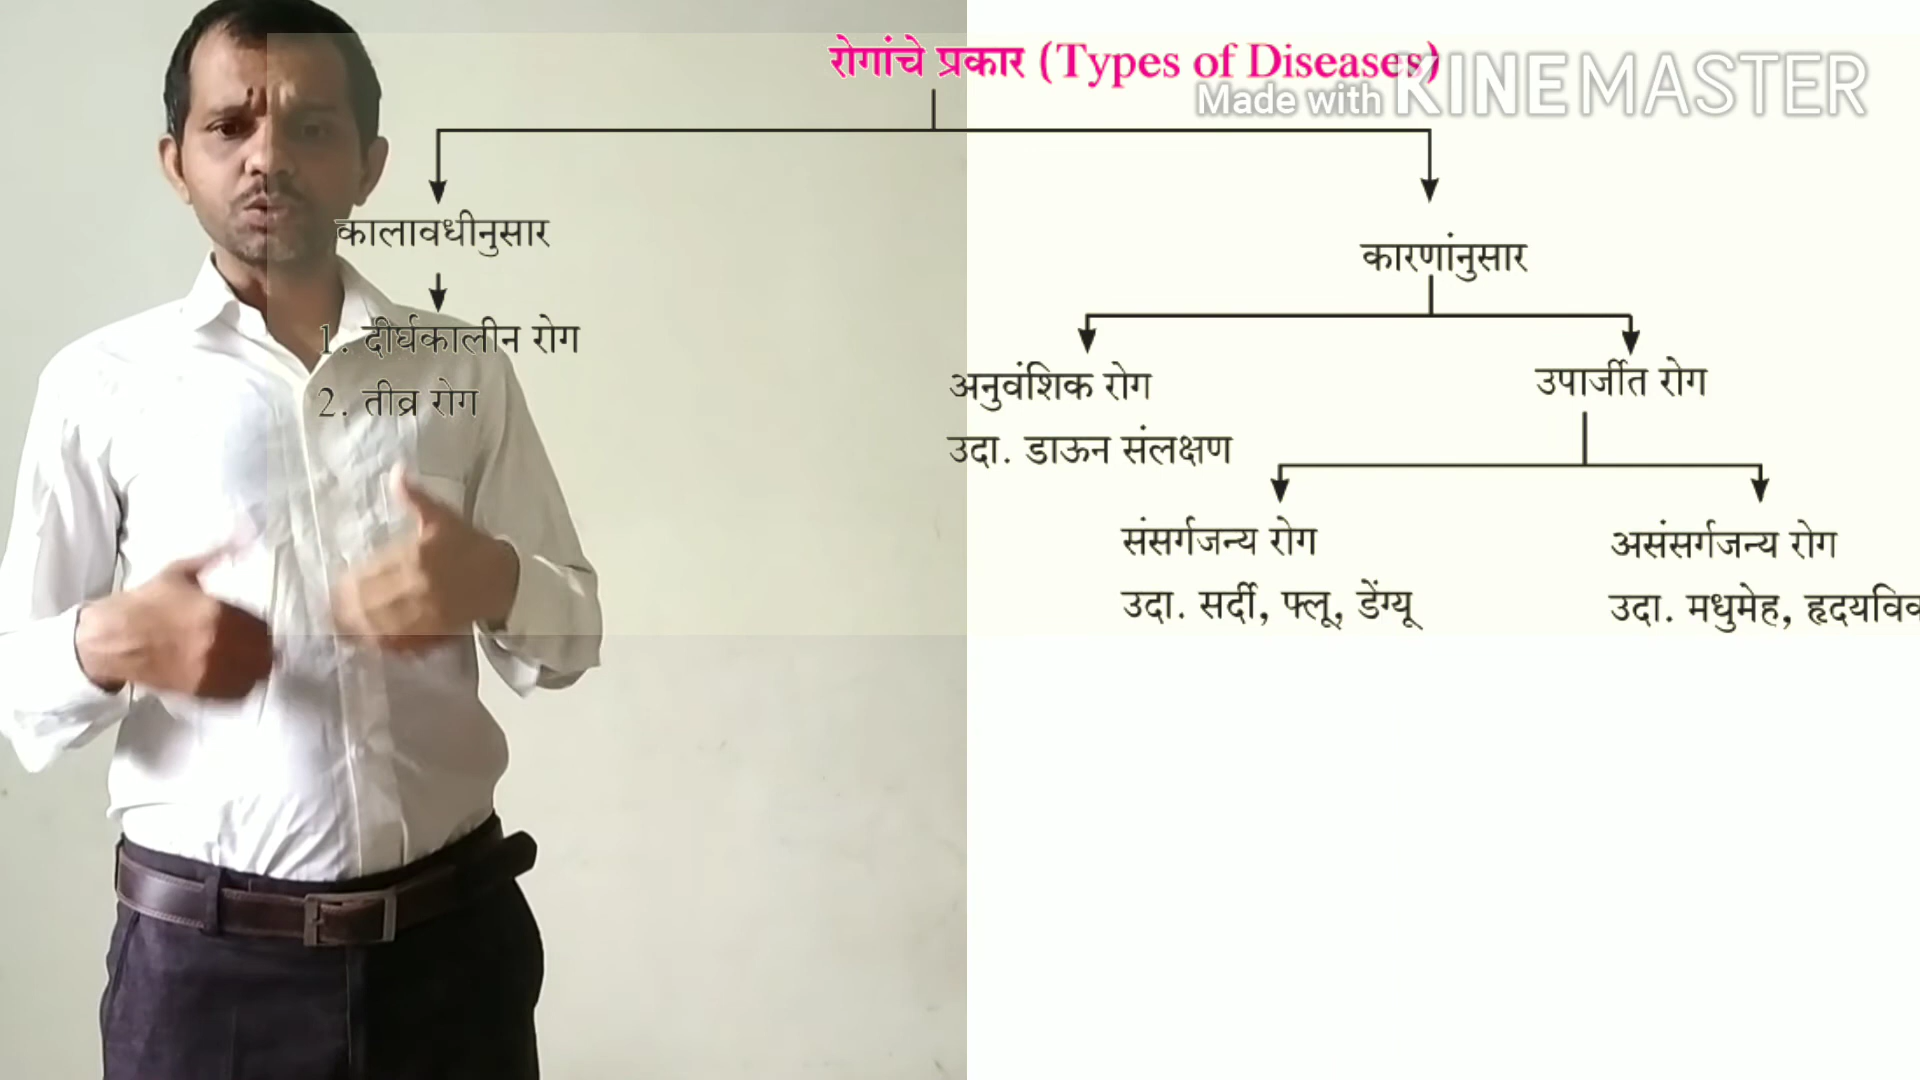 रोगांचे प्रकार (Types of Diseases)
Made with KINEMASTER
कालावधीनुसार
1. दीर्घकालीन रोग
2. तीव्र रोग
कारणांनुसार
अनुवंशिक रोग
उदा. डाऊन संलक्षण
उपार्जीत रोग
संसर्गजन्य रोग
उदा. सर्दी, फ्लू, डेंग्यू
असंसर्गजन्य रोग
उदा. मधुमेह,